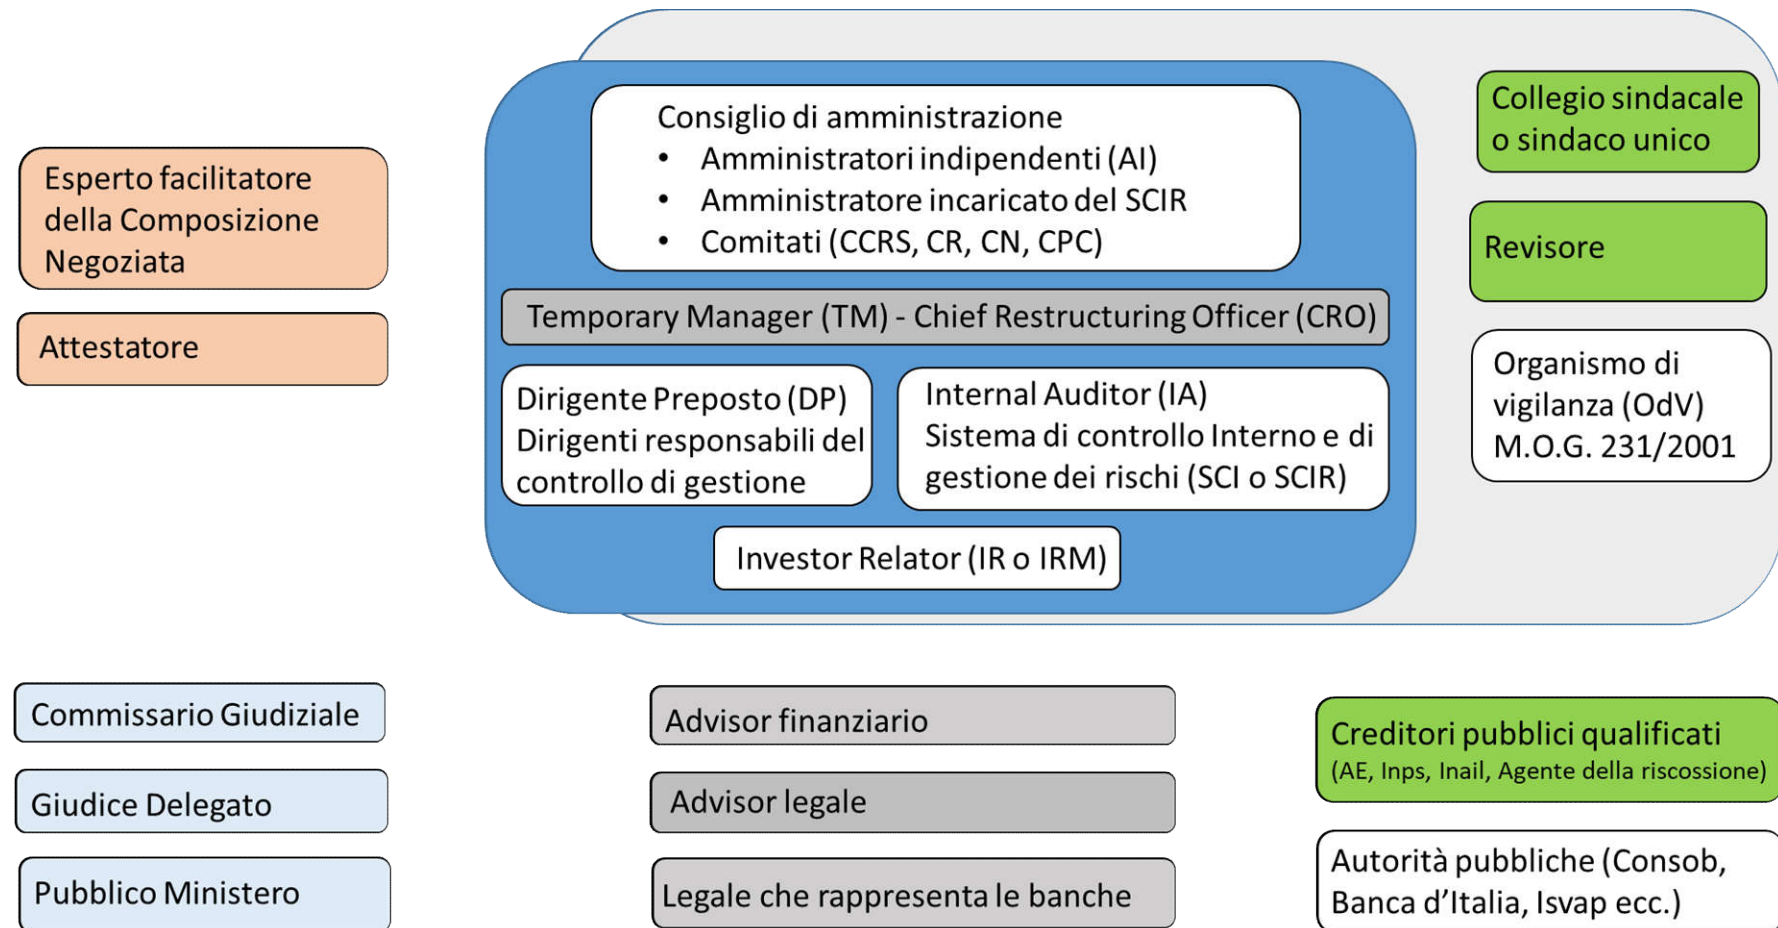 Consiglio di amministrazione
• Amministratori indipendenti (AI)
• Amministratore incaricato del SCIR
• Comitati (CCRS, CR, CN, CPC)
Collegio sindacale
o sindaco unico
Esperto facilitatore
della Composizione
Negoziata
Revisore
Temporary Manager (TM) - Chief Restructuring Officer (CRO)
Attestatore
Dirigente Preposto (DP)
Dirigenti responsabili del
controllo di gestione
Internal Auditor (IA)
Sistema di controllo Interno e di
gestione dei rischi (SCI o SCIR)
Organismo di
vigilanza (OdV)
M.O.G. 231/2001
Investor Relator (IR o IRM)
Commissario Giudiziale
Giudice Delegato
Pubblico Ministero
Advisor finanziario
Advisor legale
Legale che rappresenta le banche
Creditori pubblici qualificati
(AE, Inps, Inail, Agente della riscossione)
Autorità pubbliche (Consob,
Banca d’Italia, Isvap ecc.)